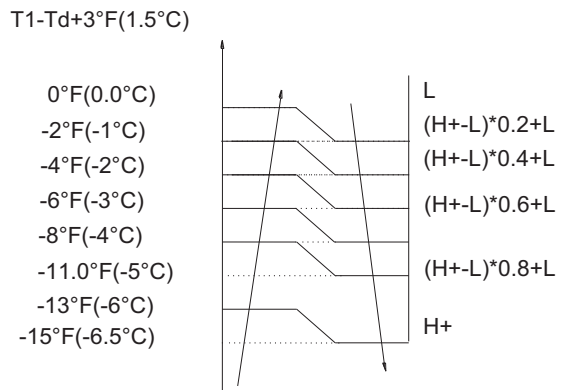 T1-Td+3°F(1.5°C)
0°F(0.0°C)
L
-2°F(-1°C)
(H+-L)*0.2+L
-4°F(-2°C)
(H+-L)*0.4+L
-6°F(-3°C)
(H+-L)*0.6+L
-8°F(-4°C)
-11.0°F(-5°C)
(H+-L)*0.8+L
-13°F(-6°C)
H+
-15°F(-6.5°C)